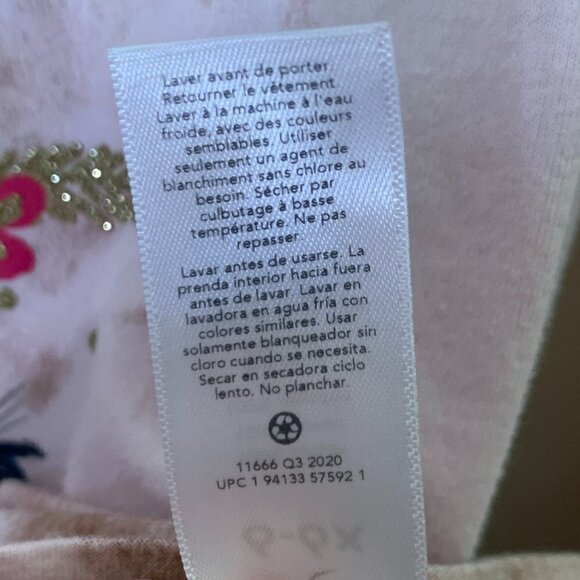 Laver avant de porter.
Retourner le vêtement
Laver à la machine à l'eau
froide, avec des couleurs
semblables. Utiliser
seulement un agent de
blanchiment sans chlore au
besoin. Sécher par
culbutage à basse
température. Ne pas
repasser
Lavar antes de usarse. La
prenda interior hacia fuera
antes de lavar. Lavar en
lavadora en agua fría con
colores similares. Usar
solamente blanqueador sin
cloro cuando se necesita.
Secar en secadora ciclo
lento. No planchar.
11666 Q3 2020
UPC 1 94133 57592 1